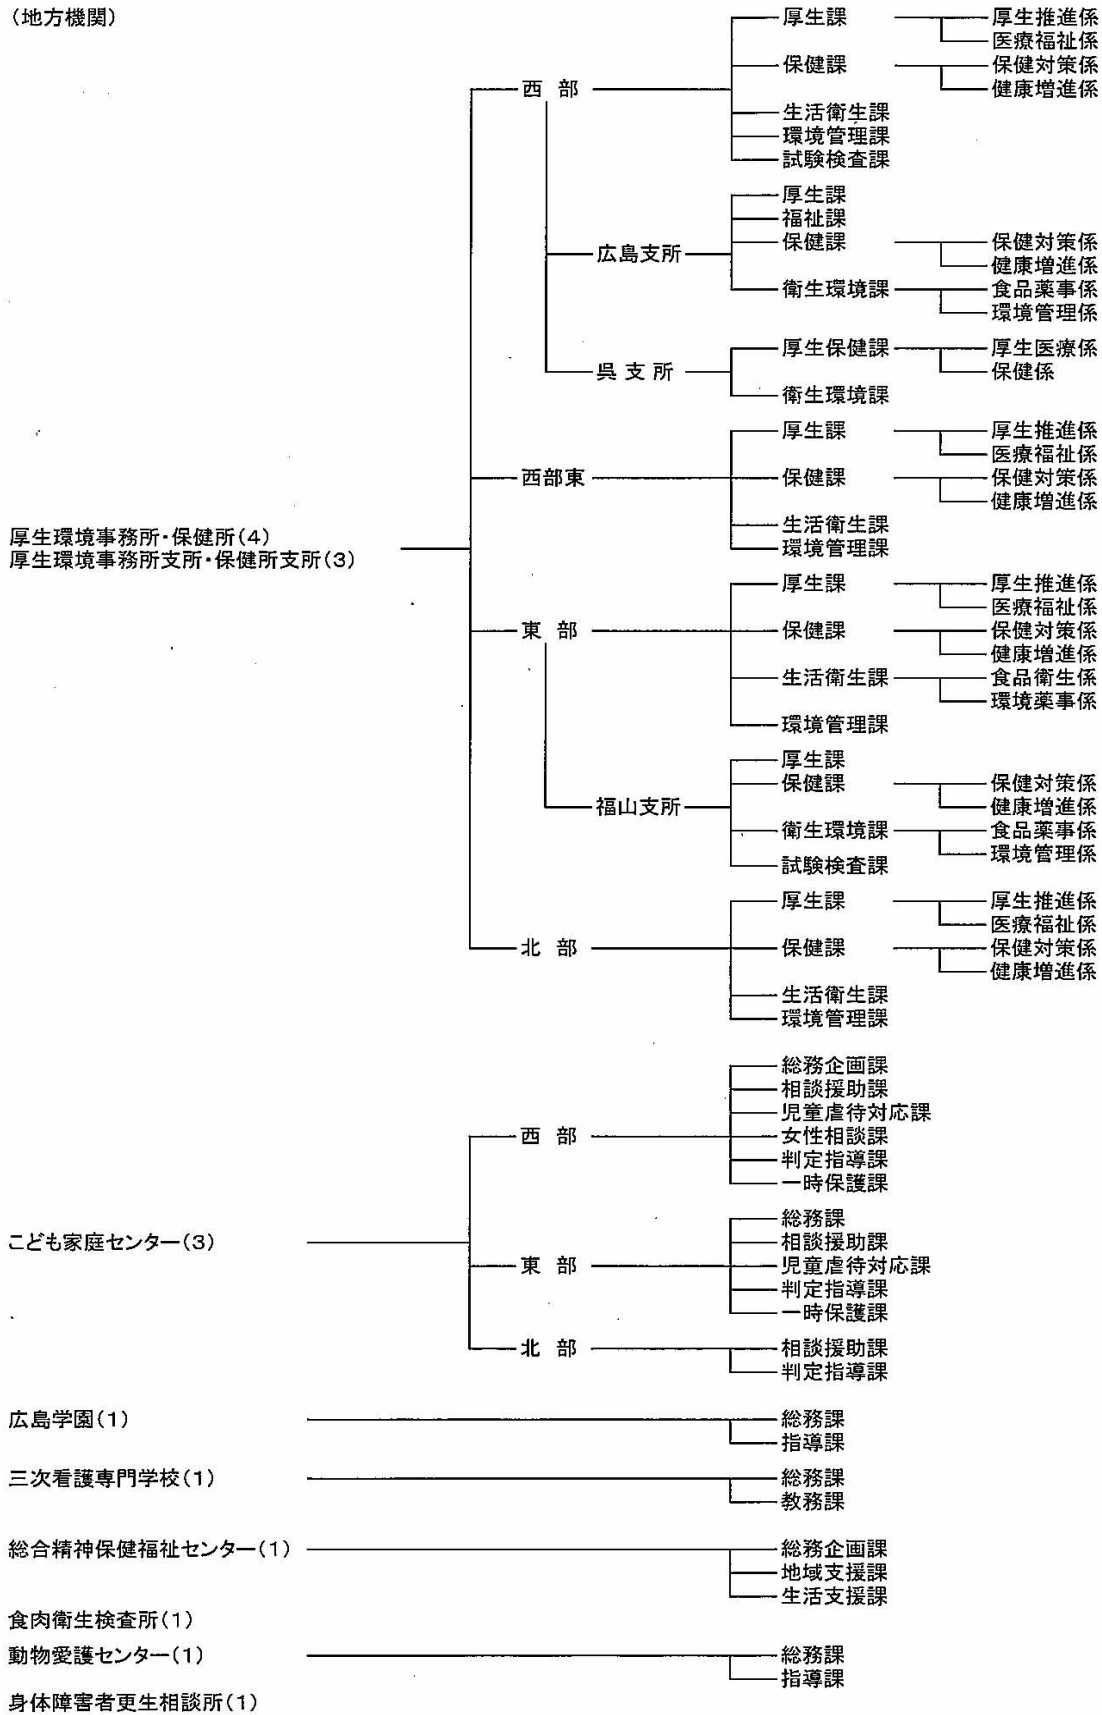 （地方機関）
厚生環境事務所・保健所（4）
厚生環境事務所支所・保健所支所（3）
西 部
厚生課
厚生推進係
医療福祉係
保健課
保健対策係
健康増進係
生活衛生課
環境管理課
試験検査課
広島支所
厚生課
福祉課
保健課
保健対策係
健康増進係
衛生環境課
食品薬事係
環境管理係
呉 支 所
厚生保健課
厚生医療係
保健係
衛生環境課
西部東
厚生課
厚生推進係
医療福祉係
保健課
保健対策係
健康増進係
生活衛生課
環境管理課
東 部
厚生課
厚生推進係
医療福祉係
保健課
保健対策係
健康増進係
生活衛生課
食品衛生係
環境薬事係
環境管理課
福山支所
厚生課
保健課
保健対策係
健康増進係
衛生環境課
食品薬事係
環境管理係
試験検査課
北 部
厚生課
厚生推進係
医療福祉係
保健課
保健対策係
健康増進係
生活衛生課
環境管理課
こども家庭センター（3）
西 部
総務企画課
相談援助課
児童虐待対応課
女性相談課
判定指導課
一時保護課
東 部
総務課
相談援助課
児童虐待対応課
判定指導課
一時保護課
北 部
相談援助課
判定指導課
広島学園（1）
総務課
指導課
三次看護専門学校（1）
総務課
教務課
総合精神保健福祉センター（1）
総務企画課
地域支援課
生活支援課
食肉衛生検査所（1）
動物愛護センター（1）
総務課
指導課
身体障害者更生相談所（1）